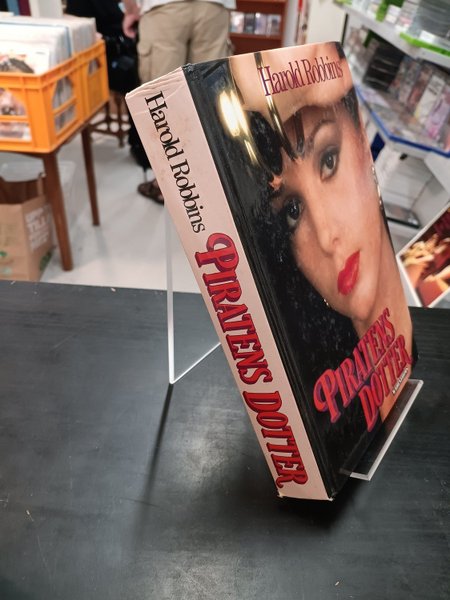 Harold Robbins
PIRATENS DOTTER
Harold Robbins
PIRATENS
DOTTER